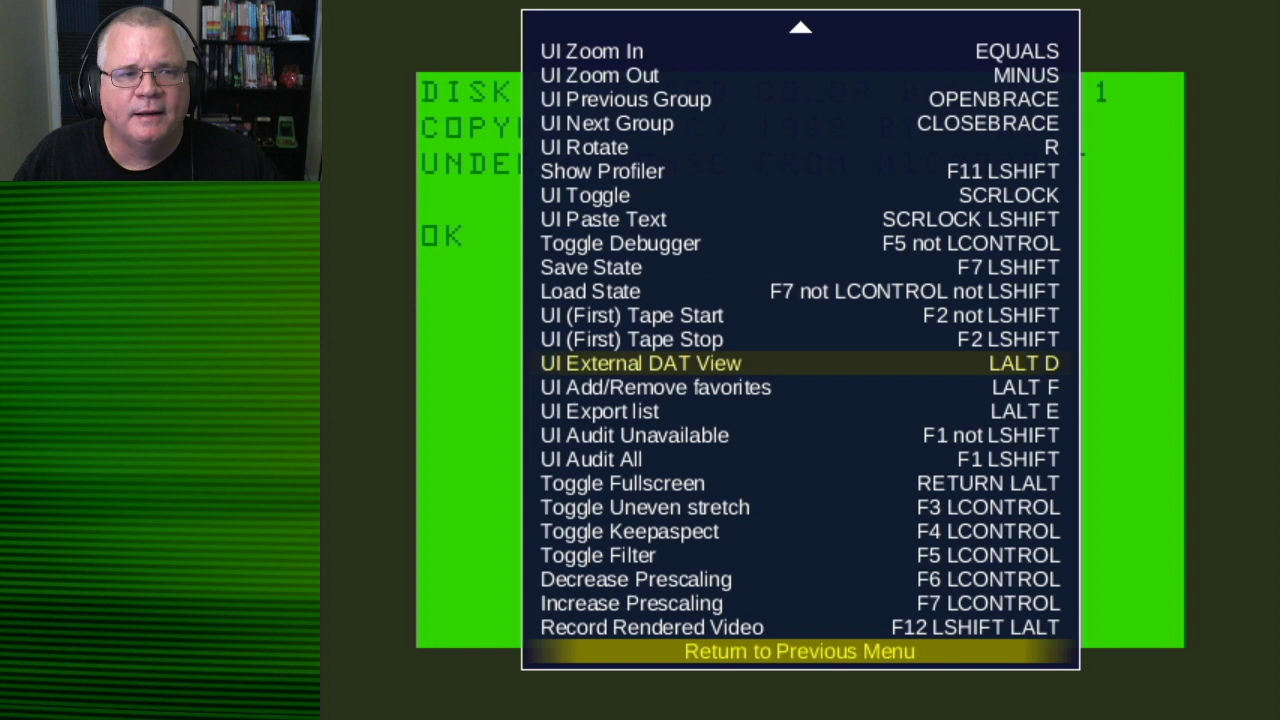 UI Zoom In EQUALS
UI Zoom Out MINUS
DISK COLOR 1
UI Previous Group OPENBRACE
UI Next Group CLOSEBRACE
COPY
UI Rotate R
UNDE FROM
Show Profiler F11 LSHIFT
UI Toggle SCRLOCK
UI Paste Text SCRLOCK LSHIFT
OK
Toggle Debugger F5 not LCONTROL
Save State F7 LSHIFT
Load State F7 not LCONTROL not LSHIFT
UI (First) Tape Start F2 not LSHIFT
UI (First) Tape Stop F2 LSHIFT
UI External DAT View LALT D
UI Add/Remove favorites LALT F
UI Export list LALT E
UI Audit Unavailable F1 not LSHIFT
UI Audit All F1 LSHIFT
Toggle Fullscreen RETURN LALT
Toggle Uneven stretch F3 LCONTROL
Toggle Keepaspect F4 LCONTROL
Toggle Filter F5 LCONTROL
Decrease Prescaling F6 LCONTROL
Increase Prescaling F7 LCONTROL
Record Rendered Video F12 LSHIFT LALT
Return to Previous Menu